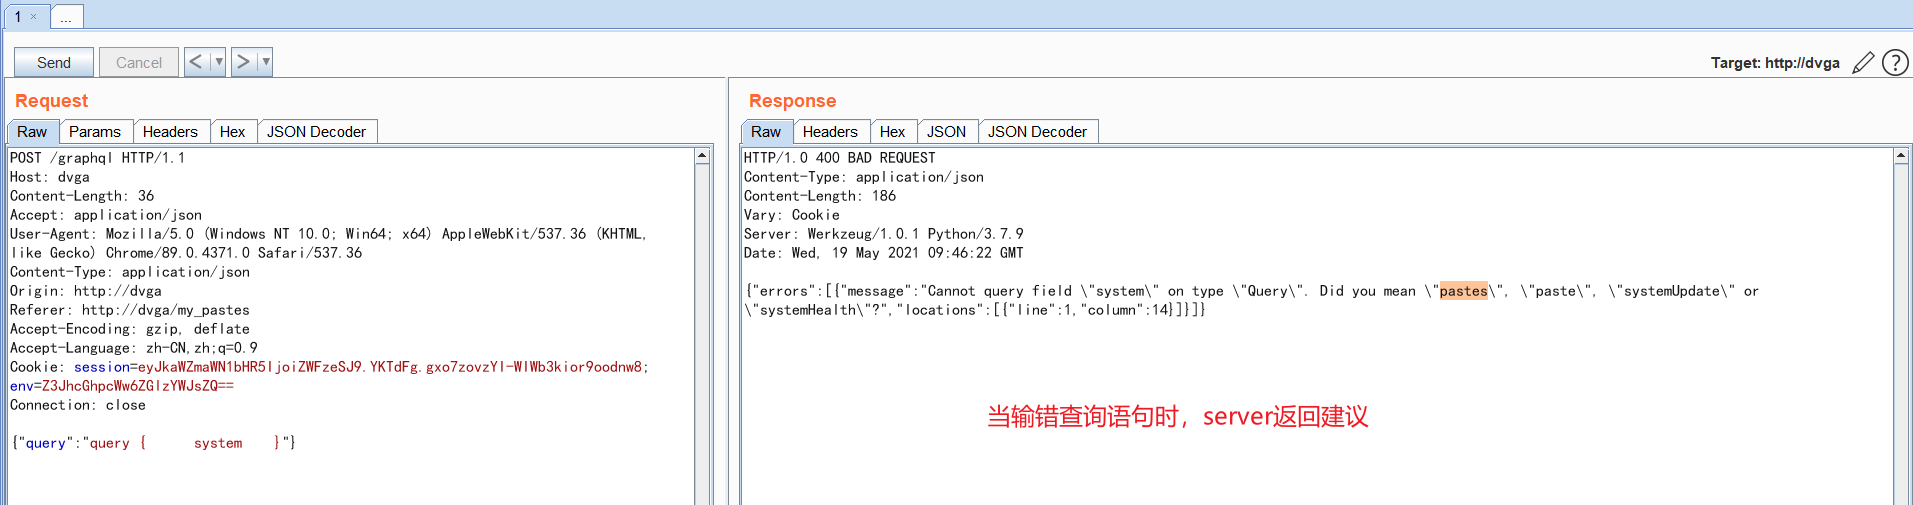 1 ×
...
Send
Cancel
<
>
Target: http://dvga
?
Request
Raw
Params
Headers
Hex
JSON Decoder
POST /graphql HTTP/1.1
Host: dvga
Content-Length: 36
Accept: application/json
User-Agent: Mozilla/5.0 (Windows NT 10.0; Win64; x64) AppleWebKit/537.36 (KHTML,
like Gecko) Chrome/89.0.4371.0 Safari/537.36
Content-Type: application/json
Origin: http://dvga
Referer: http://dvga/my_pastes
Accept-Encoding: gzip, deflate
Accept-Language: zh-CN,zh;q=0.9
Cookie: session=eyJkaWZmaWN1bHR5IjoiZWFzeSJ9.YKTdFg.gxo7zovzYl-WlWb3kior9oodnw8;
env=Z3JhcGhpcWw6ZGlzYWJsZQ==
Connection: close
{"query":"query {      system    }"}
Response
Raw
Headers
Hex
JSON
JSON Decoder
HTTP/1.0 400 BAD REQUEST
Content-Type: application/json
Content-Length: 186
Vary: Cookie
Server: Werkzeug/1.0.1 Python/3.7.9
Date: Wed, 19 May 2021 09:46:22 GMT
{"errors":[{"message":"Cannot query field \"system\" on type \"Query\". Did you mean \"pastes\", \"paste\", \"systemUpdate\" or
\"systemHealth\"?","locations":[{"line":1,"column":14}]}]}
当输错查询语句时，server返回建议